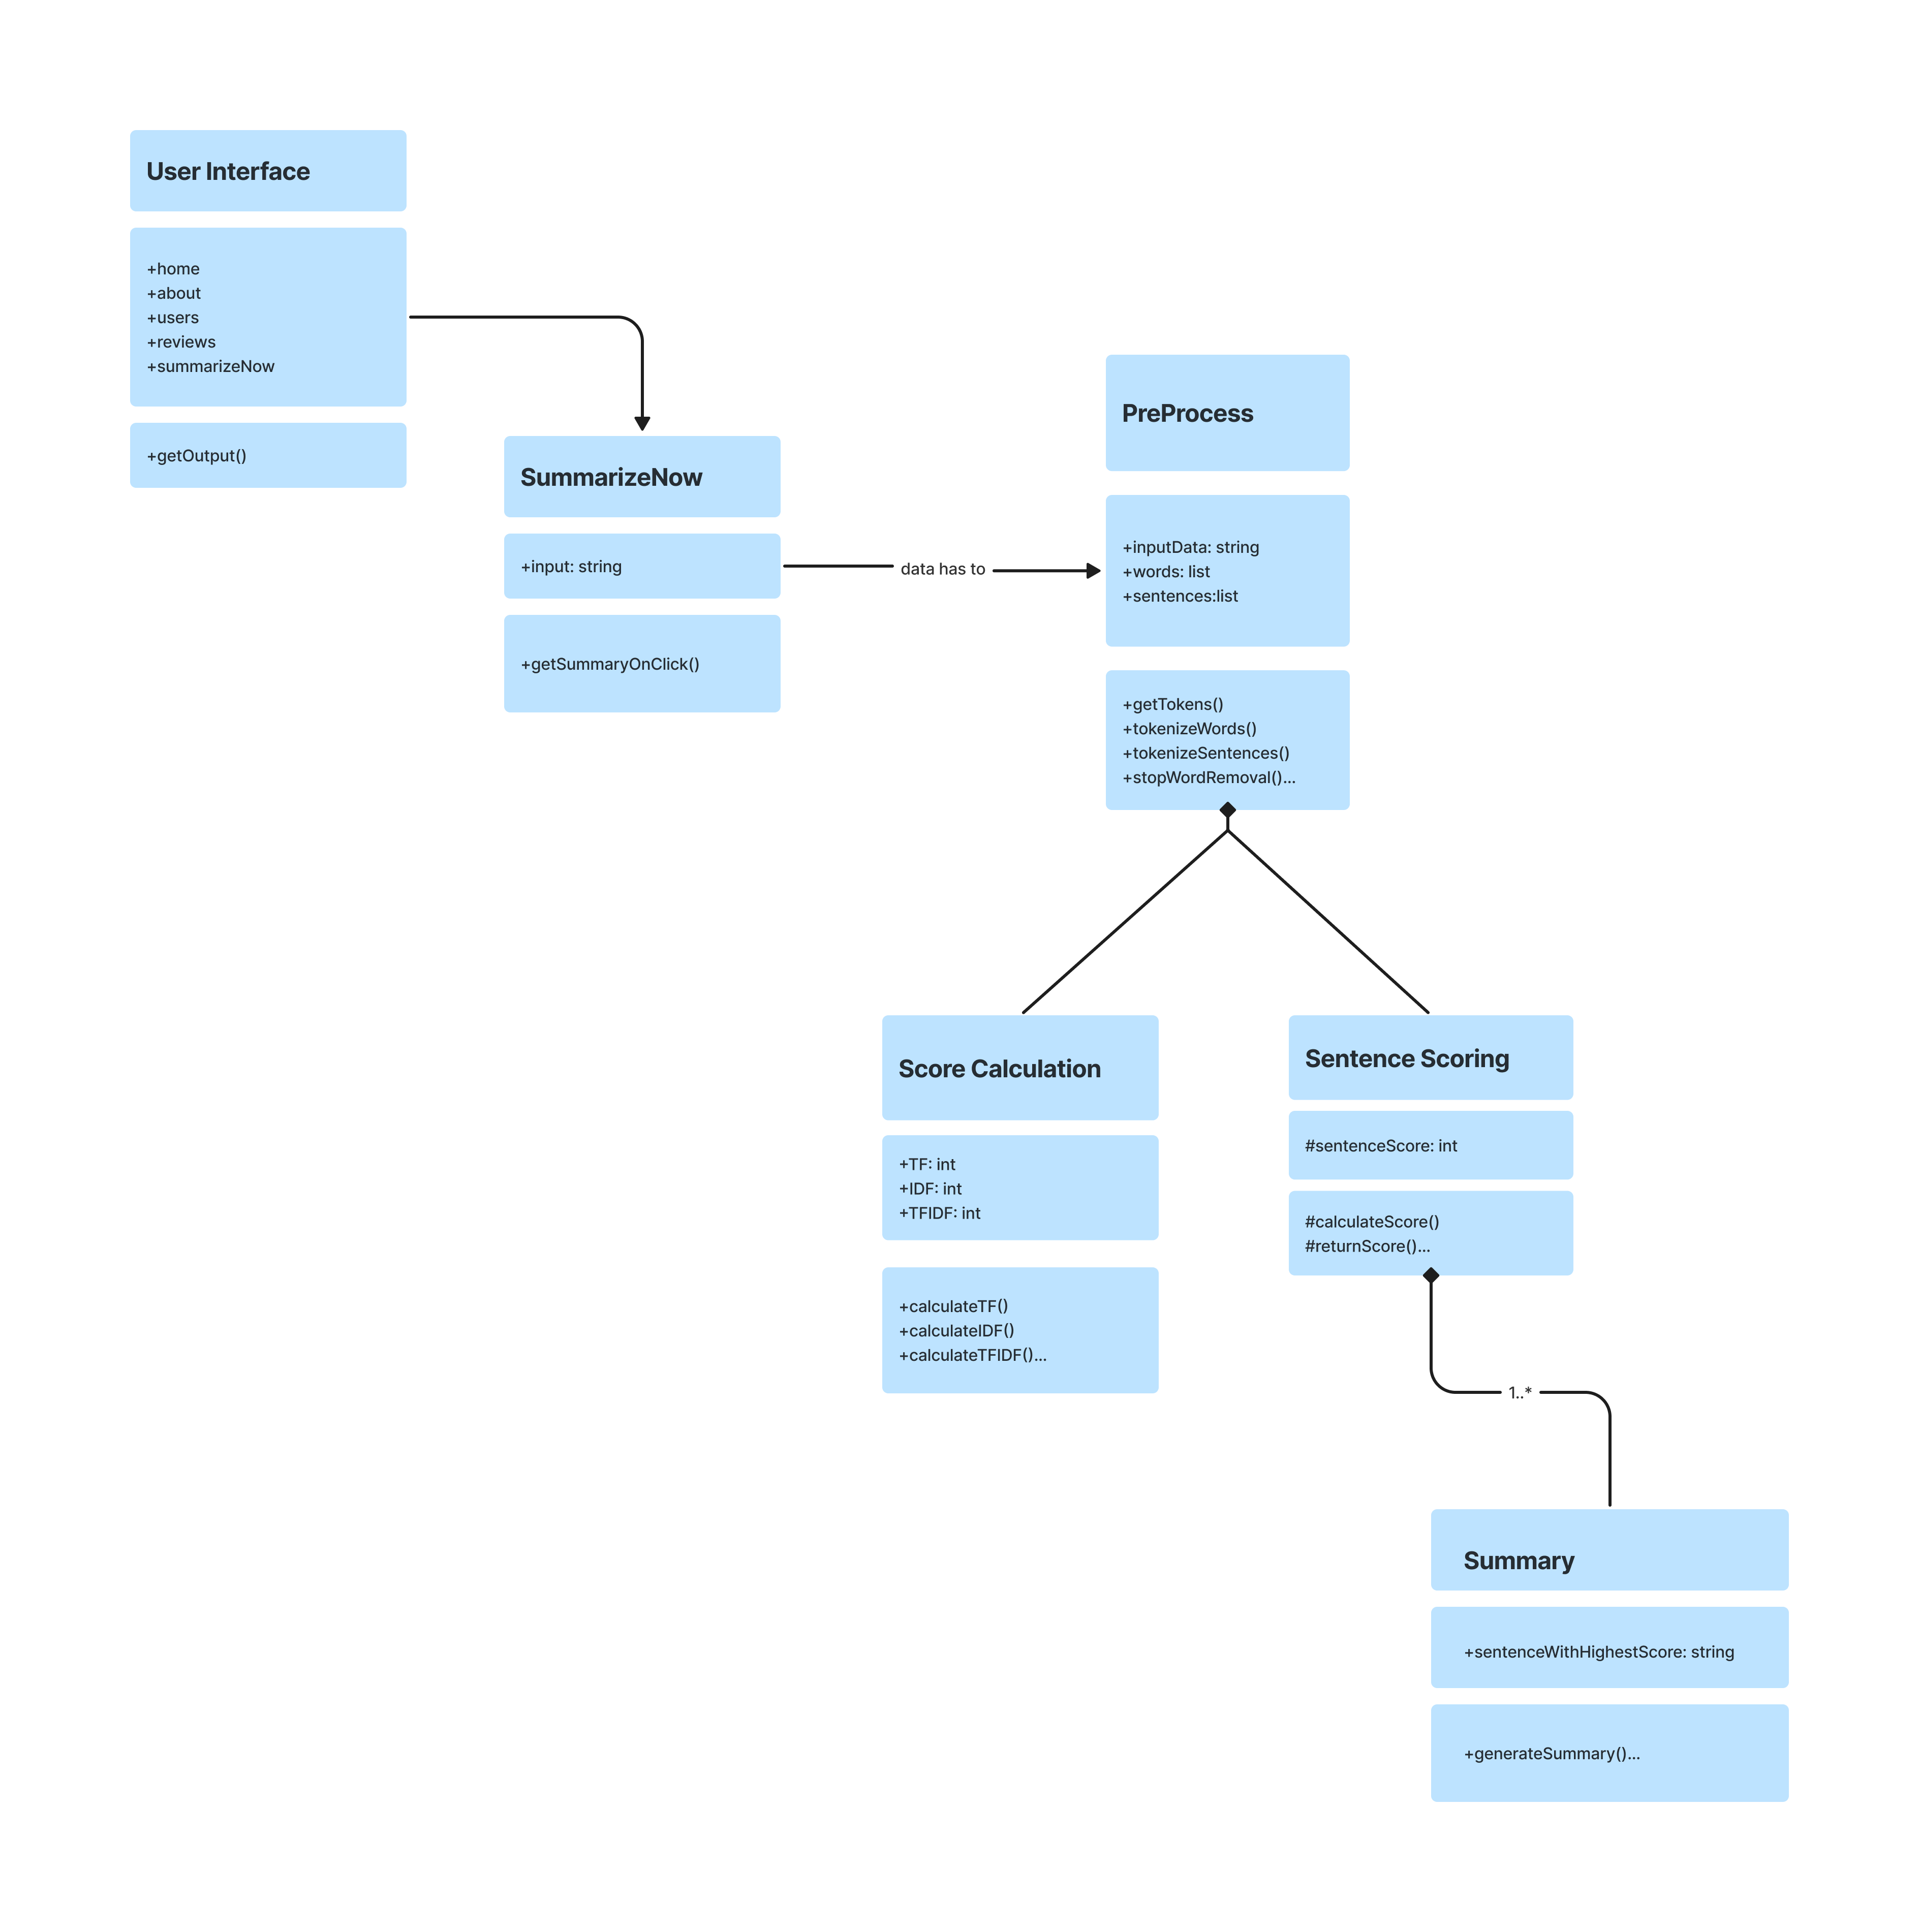 User Interface
+home
+about
+users
+reviews
+summarizeNow
+getOutput()
SummarizeNow
+input: string
+getSummaryOnClick()
data has to
PreProcess
+inputData: string
+words: list
+sentences:list
+getTokens()
+tokenizeWords()
+tokenizeSentences()
+stopWordRemoval()...
Score Calculation
+TF: int
+IDF: int
+TFIDF: int
+calculateTF()
+calculateIDF()
+calculateTFIDF()...
Sentence Scoring
#sentenceScore: int
#calculateScore()
#returnScore()...
1..*
Summary
+sentenceWithHighestScore: string
+generateSummary()...